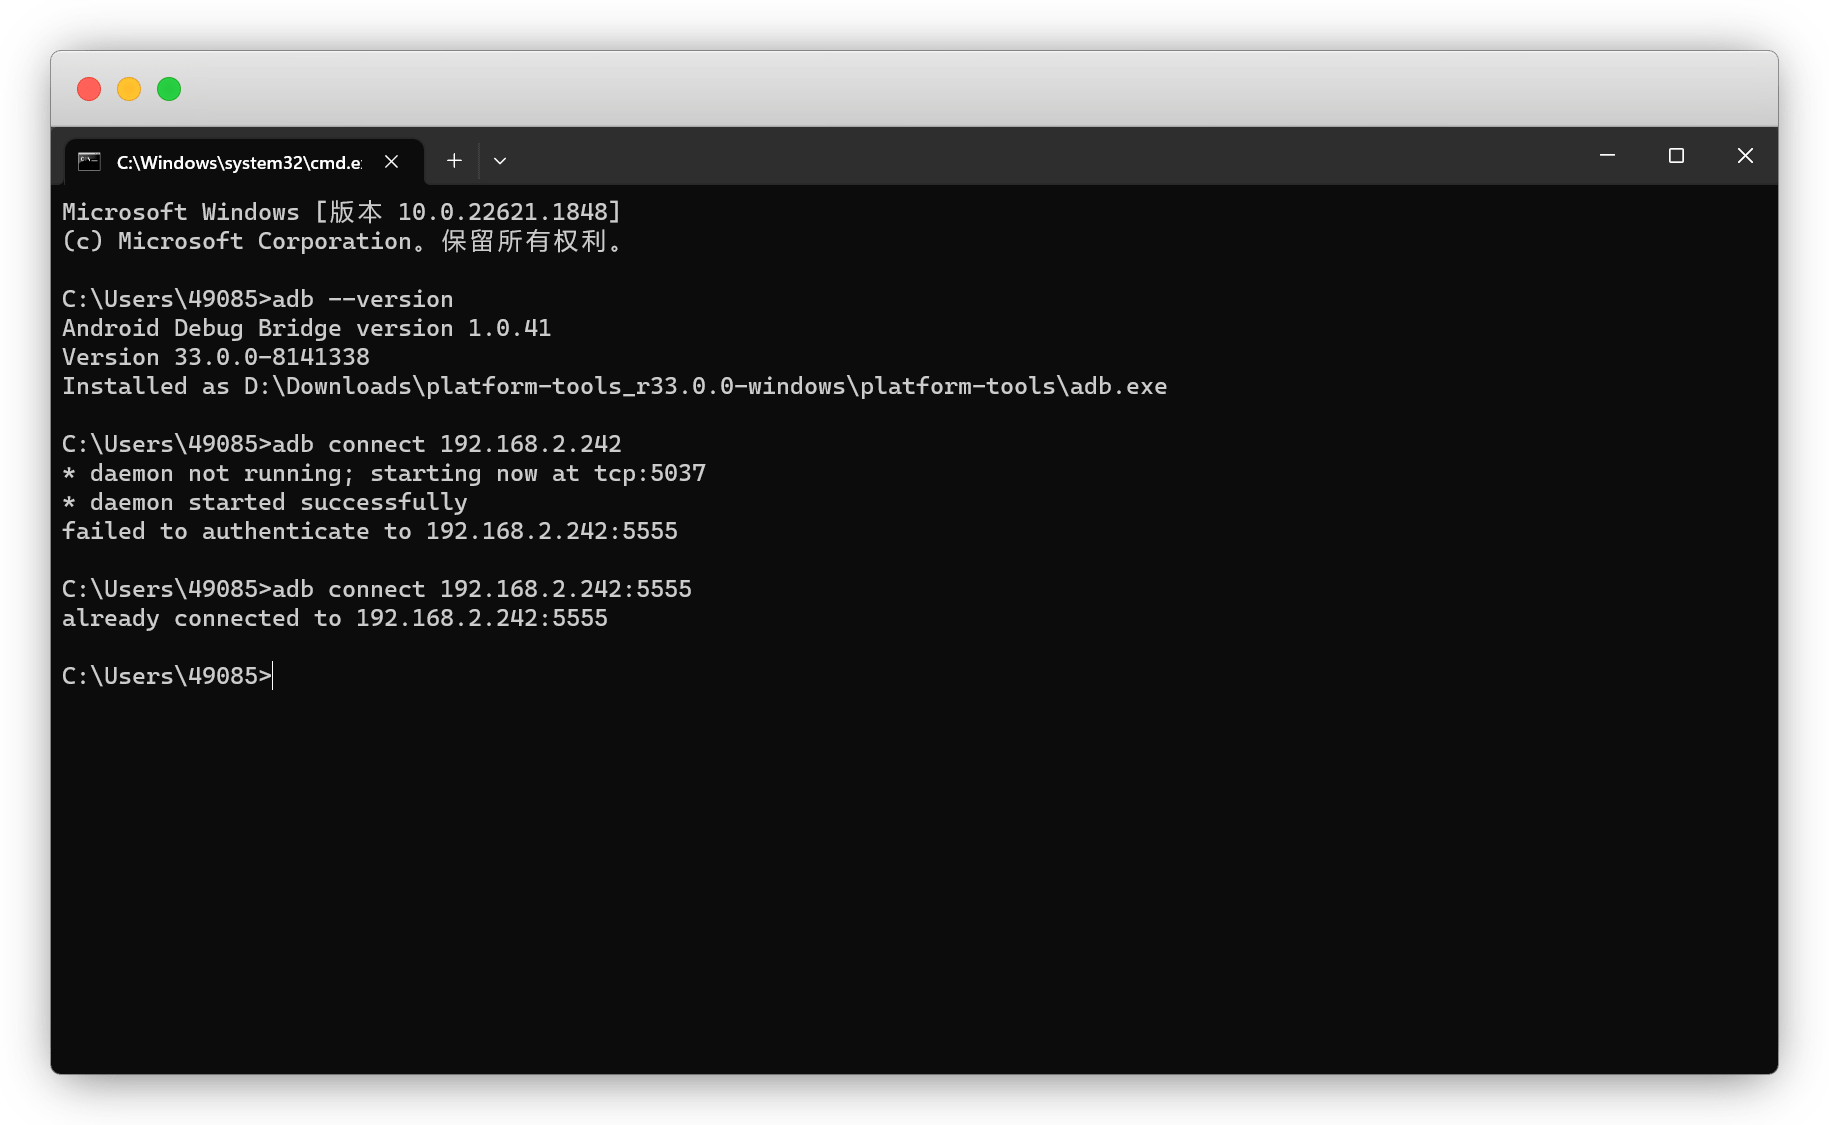 C:\Windows\system32\cmd.e
Microsoft Windows [版本 10.0.22621.1848]
(c) Microsoft Corporation。保留所有权利。
C:\Users\49085>adb --version
Android Debug Bridge version 1.0.41
Version 33.0.0-8141338
Installed as D:\Downloads\platform-tools_r33.0.0-windows\platform-tools\adb.exe
C:\Users\49085>adb connect 192.168.2.242
* daemon not running; starting now at tcp:5037
* daemon started successfully
failed to authenticate to 192.168.2.242:5555
C:\Users\49085>adb connect 192.168.2.242:5555
already connected to 192.168.2.242:5555
C:\Users\49085>